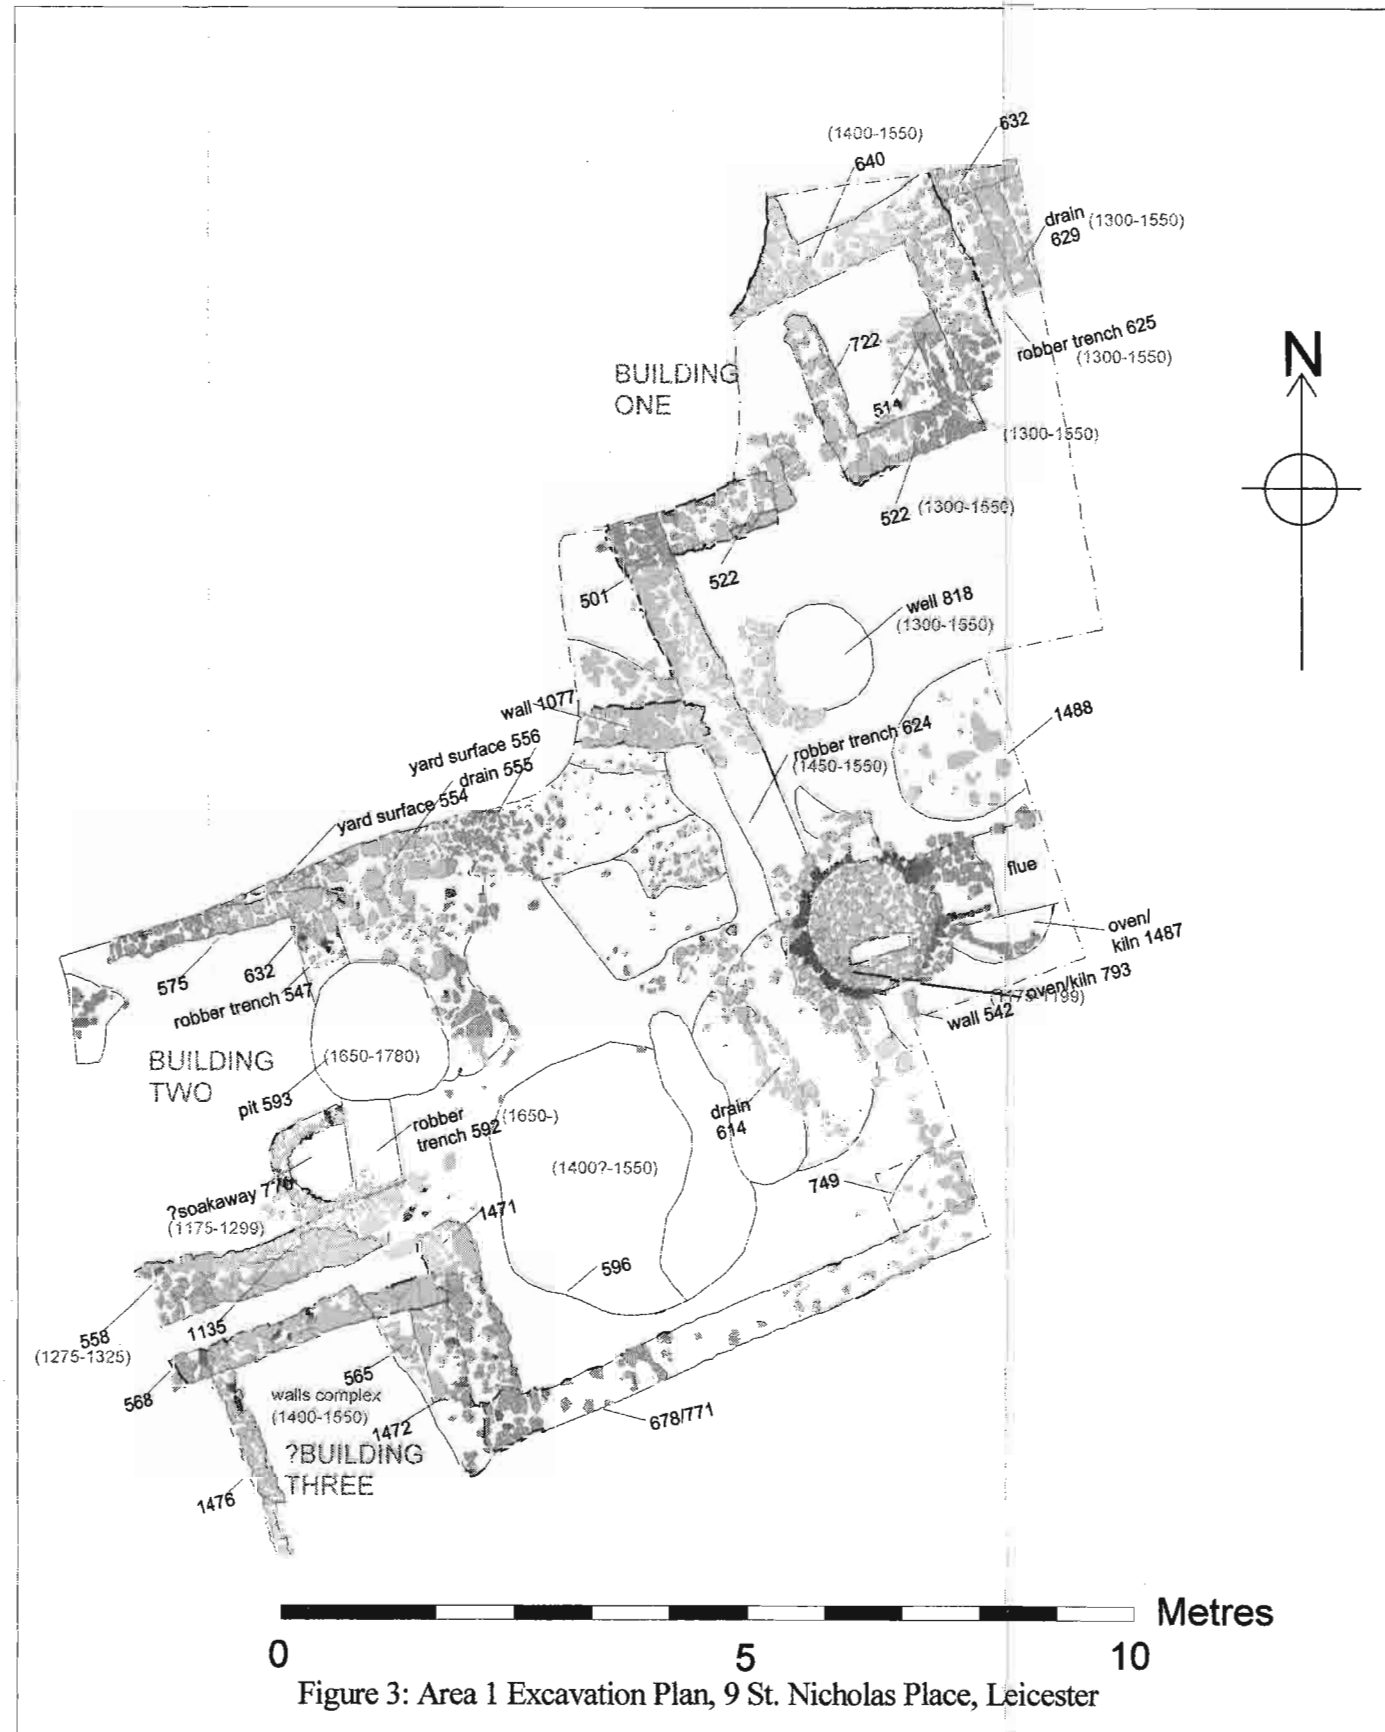 (1400-1550)
632
640
drain (1300-1550)
629
robber trench 625
(1300-1550)
N
722
BUILDING
ONE
514
(1300-1550)
522 (1300-1550)
522
501
well 818
(1300-1550)
wall 1077
1488
yard surface 556
robber trench 624
(1450-1550)
drain 555
yard surface 554
flue
oven/
kiln 1487
575
632
oven/kiln 793
(1175-1199)
robber trench 547
wall 542
BUILDING
TWO
(1650-1780)
pit 593
robber (1650-)
trench 592
drain
614
(1400?-1550)
749
?soakaway 770
(1175-1299)
1471
596
1135
558
(1275-1325)
565
568
walls complex
(1400-1550)
1472
678/771
?BUILDING
THREE
1476
Metres
0 5 10
Figure 3: Area 1 Excavation Plan, 9 St. Nicholas Place, Leicester